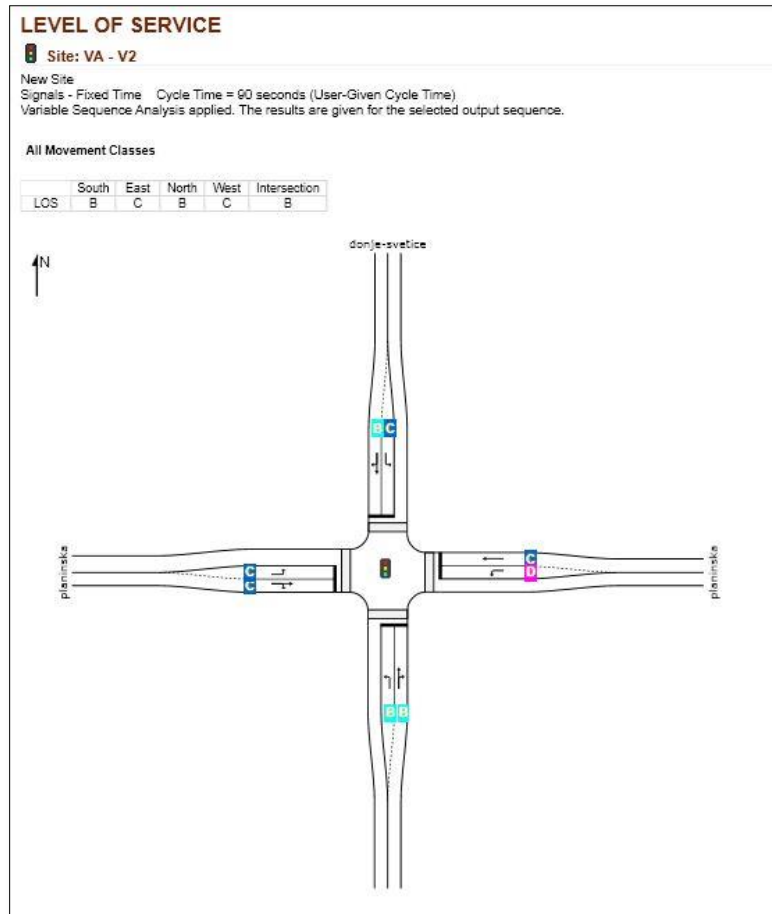 LEVEL OF SERVICE
Site: VA - V2
New Site
Signals - Fixed Time Cycle Time = 90 seconds (User-Given Cycle Time)
Variable Sequence Analysis applied. The results are given for the selected output sequence.
All Movement Classes
South East North West Intersection
LOS B C B C B
donje-svetice
N
B C
planinska
C
C
C
D
planinska
B B